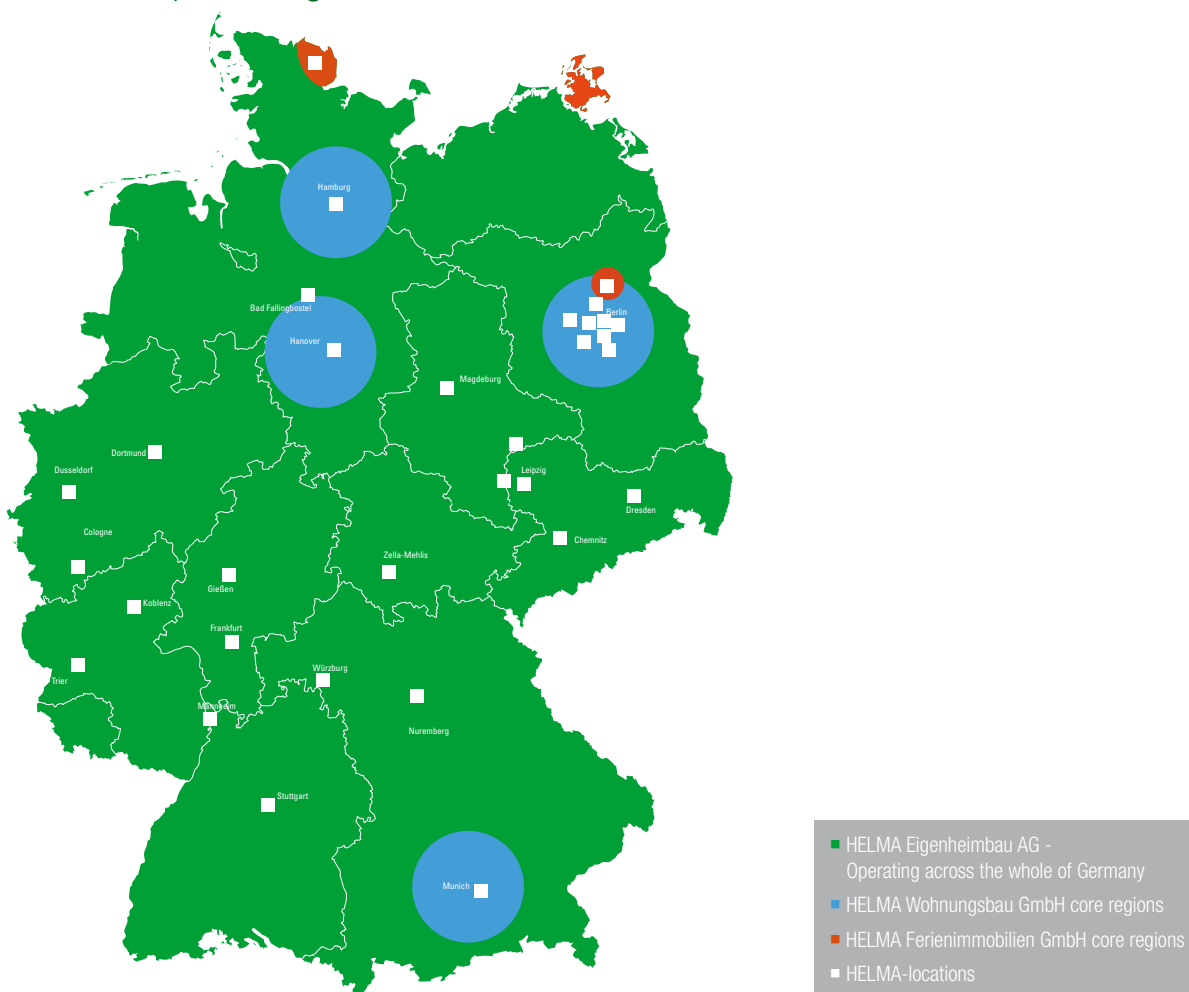 Hamburg
Bad Fallingbostel
Berlin
Hanover
Magdeburg
Dortmund
Dusseldorf
Leipzig
Dresden
Cologne
Chemnitz
Zella-Mehlis
Gießen
Koblenz
Frankfurt
Würzburg
Trier
Mannheim
Nuremberg
Stuttgart
Munich
HELMA Eigenheimbau AG -
Operating across the whole of Germany
HELMA Wohnungsbau GmbH core regions
HELMA Ferienimmobilien GmbH core regions
HELMA-locations